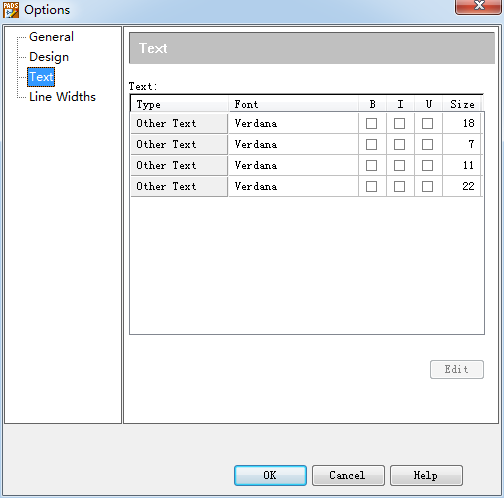 PADS Options
General
Design
Text
Line Widths
Text
Text:
Type Font B I U Size
Other Text Verdana 18
Other Text Verdana 7
Other Text Verdana 11
Other Text Verdana 22
Edit
OK Cancel Help